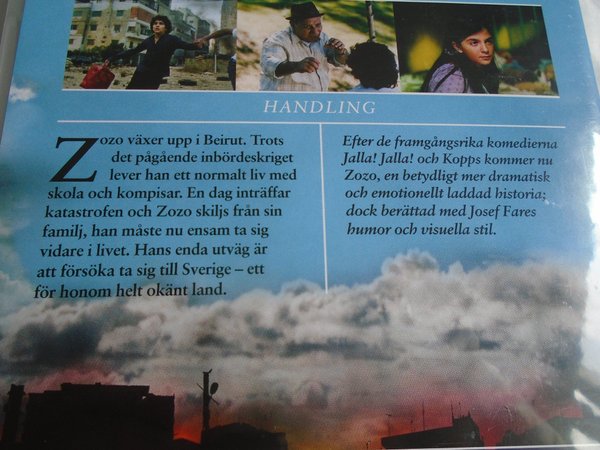 HANDLING
Zozo växer upp i Beirut. Trots
det pågående inbördeskriget
lever han ett normalt liv med
skola och kompisar. En dag inträffar
katastrofen och Zozo skiljs från sin
familj, han måste nu ensam ta sig
vidare i livet. Hans enda utväg är
att försöka ta sig till Sverige – ett
för honom helt okänt land.
Efter de framgångsrika komedierna
Jalla! Jalla! och Kopps kommer nu
Zozo, en betydligt mer dramatisk
och emotionellt laddad historia;
dock berättad med Josef Fares
humor och visuella stil.